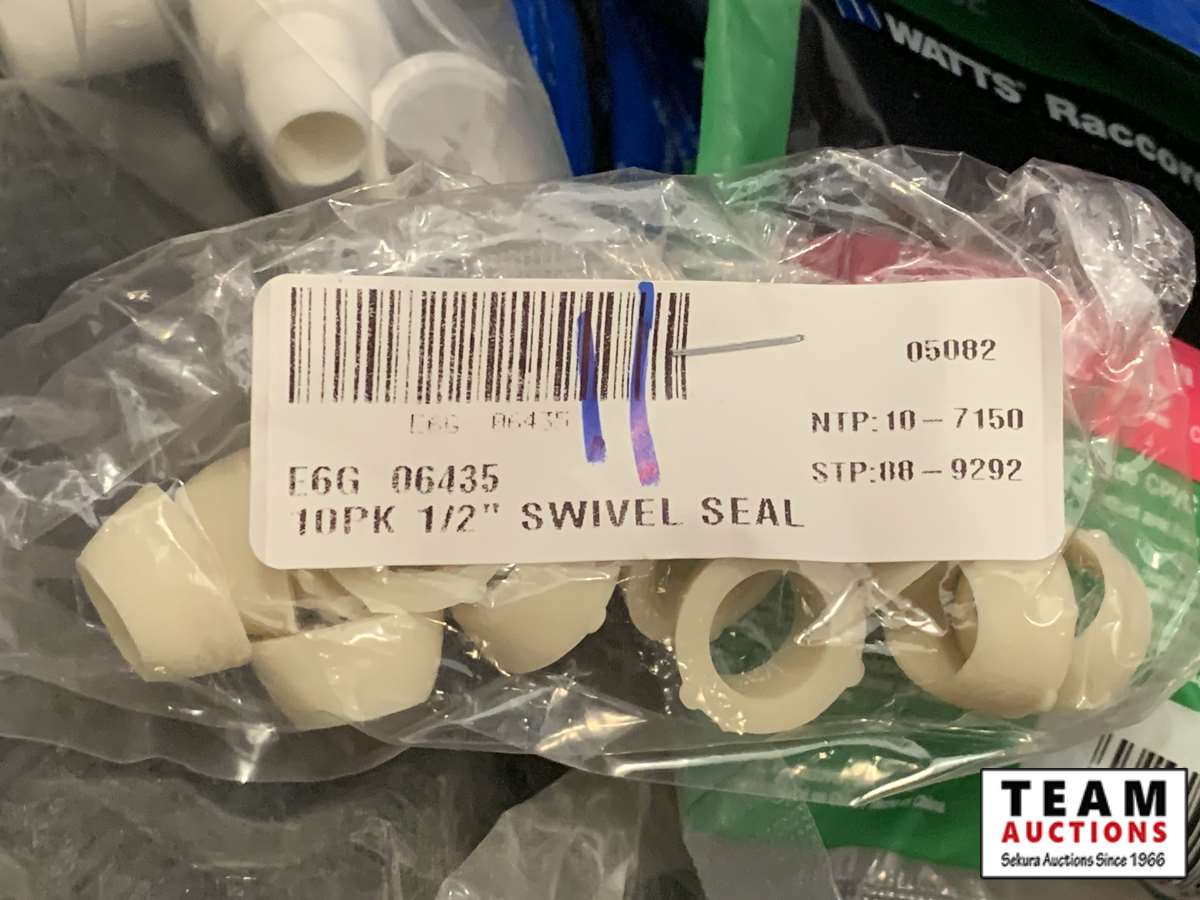 WATTS® Raccor
05082
E6G 06435
NTP:10-7150
E6G 06435
STP:88-9292
10PK 1/2" SWIVEL SEAL
TEAM
AUCTIONS
Sekura Auctions Since 1966